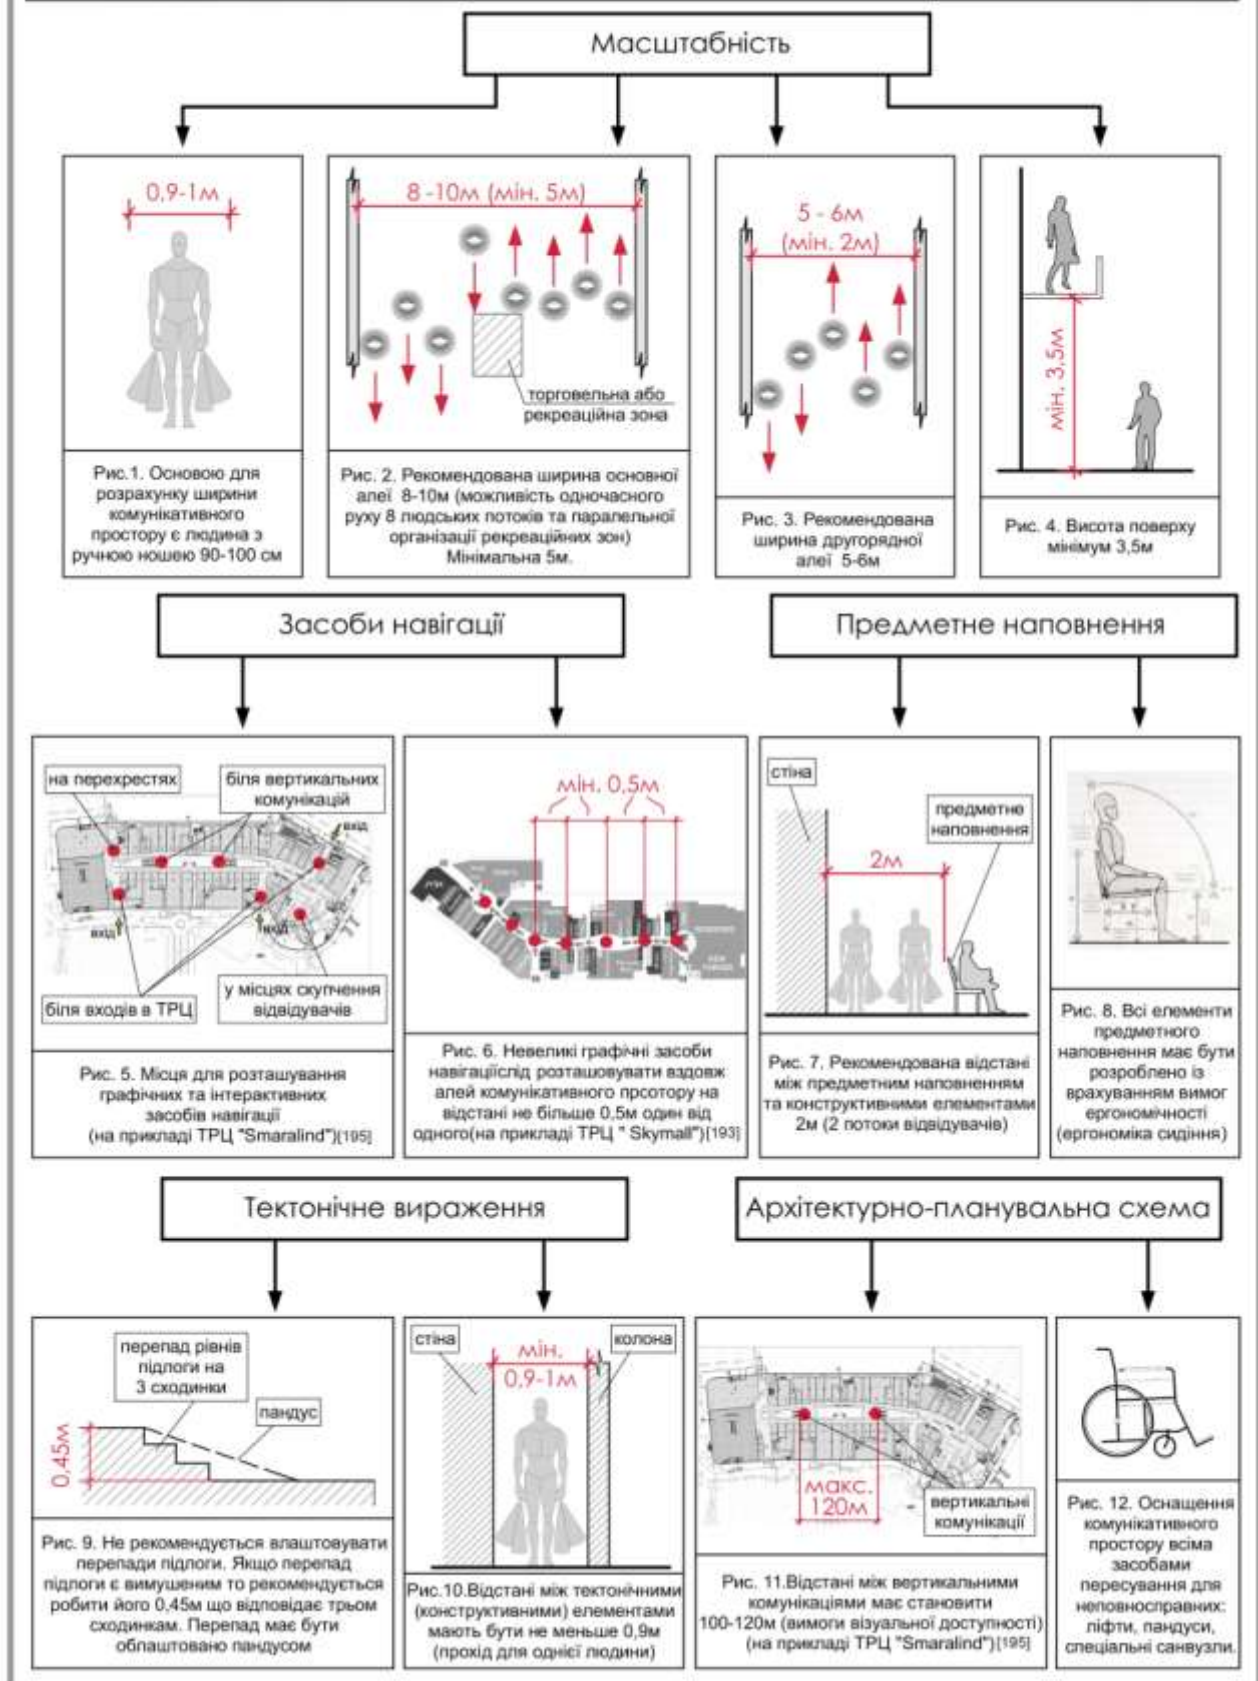 Масштабність
0,9-1м
Рис.1. Основою для
розрахунку ширини
комунікативного
простору є людина з
ручною ношею 90-100 см
8 -10м (мін. 5м)
торговельна або
рекреаційна зона
Рис. 2. Рекомендована ширина основної
алеї 8-10м (можливість одночасного
руху 8 людських потоків та паралельної
організації рекреаційних зон)
Мінімальна 5м.
5 - 6м
(мін. 2м)
Рис. 3. Рекомендована
ширина другорядної
алеї 5-6м
мін. 3,5м
Рис. 4. Висота поверху
мінімум 3,5м
Засоби навігації
Предметне наповнення
на перехрестях
біля вертикальних
комунікацій
вхід
вхід
вхід
біля входів в ТРЦ
у місцях скупчення
відвідувачів
Рис. 5. Місця для розташування
графічних та інтерактивних
засобів навігації
(на прикладі ТРЦ "Smaralind")[195]
мін. 0,5м
Рис. 6. Невеликі графічні засоби
навігаціїслід розташовувати вздовж
алей комунікативного прсотору на
відстані не більше 0,5м один від
одного(на прикладі ТРЦ " Skymall")[193]
стіна
предметне
наповнення
2м
Рис. 7. Рекомендована відстані
між предметним наповненням
та конструктивними елементами
2м (2 потоки відвідувачів)
Рис. 8. Всі елементи
предметного
наповнення має бути
розроблено із
врахуванням вимог
ергономічності
(ергономіка сидіння)
Тектонічне вираження
Архітектурно-планувальна схема
перепад рівнів
підлоги на
3 сходинки
пандус
0,45м
Рис. 9. Не рекомендується влаштовувати
перепади підлоги. Якщо перепад
підлоги є вимушеним то рекомендується
робити його 0,45м що відповідає трьом
сходинкам. Перепад має бути
облаштовано пандусом
стіна
мін.
0,9-1м
колона
Рис.10.Відстані між тектонічними
(конструктивними) елементами
мають бути не меньше 0,9м
(прохід для однієї людини)
макс.
120м
вертикальні
комунікації
Рис. 11.Відстані між вертикальними
комунікаціями має становити
100-120м (вимоги візуальної доступності)
(на прикладі ТРЦ "Smaralind")[195]
Рис. 12. Оснащення
комунікативного
простору всіма
засобами
пересування для
неповносправних:
ліфти, пандуси,
спеціальні санвузли.